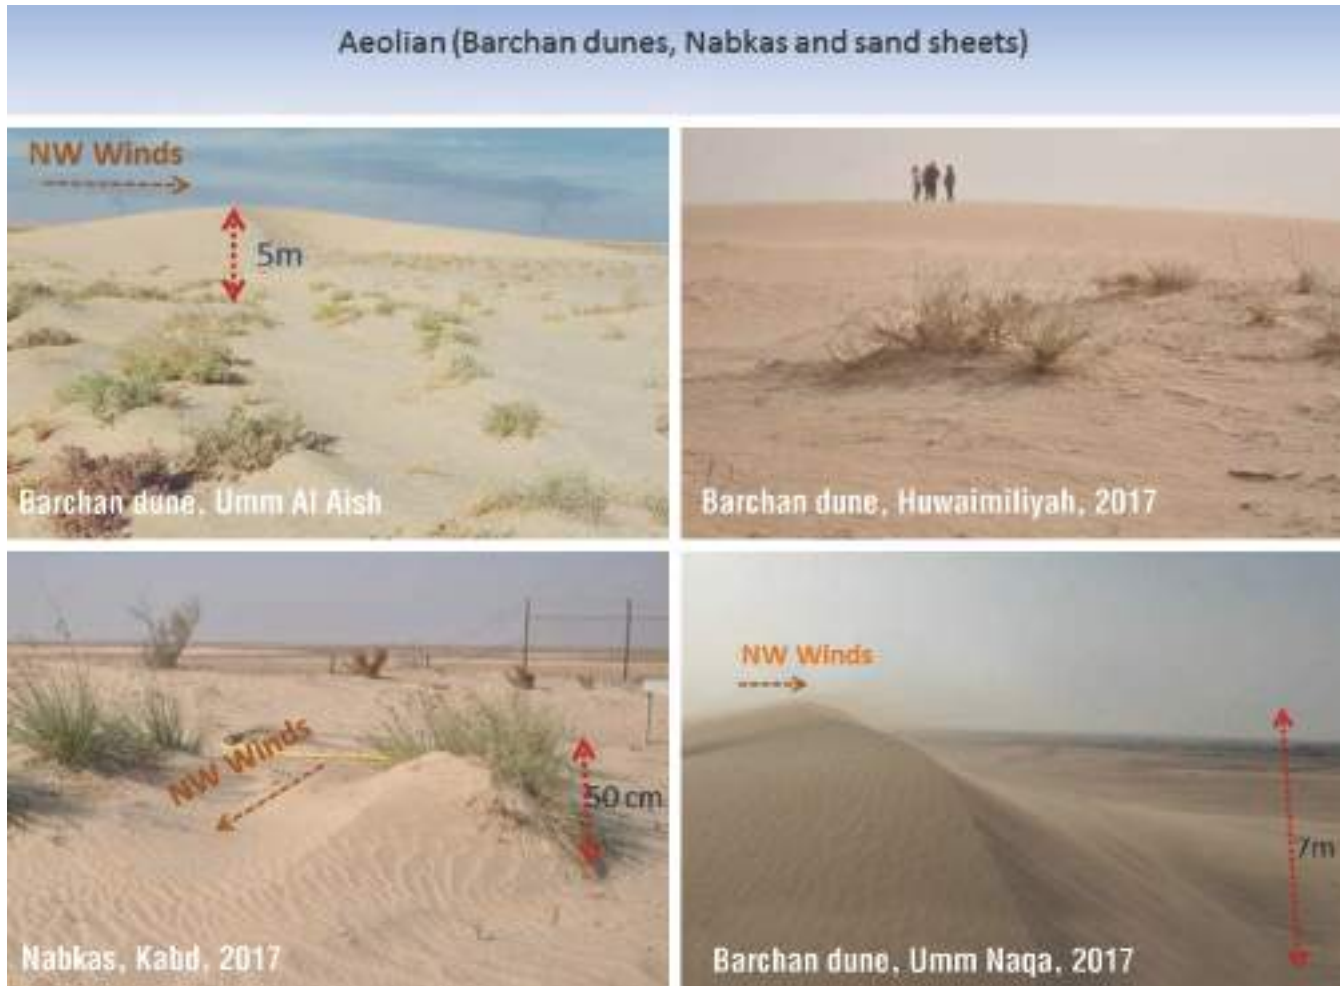 Aeolian (Barchan dunes, Nabkas and sand sheets)
NW Winds
5m
Barchan dune, Umm Al Aish
Barchan dune, Huwaimiliyah, 2017
NW Winds
50 cm
Nabkas, Kabd, 2017
NW Winds
7m
Barchan dune, Umm Naqa, 2017